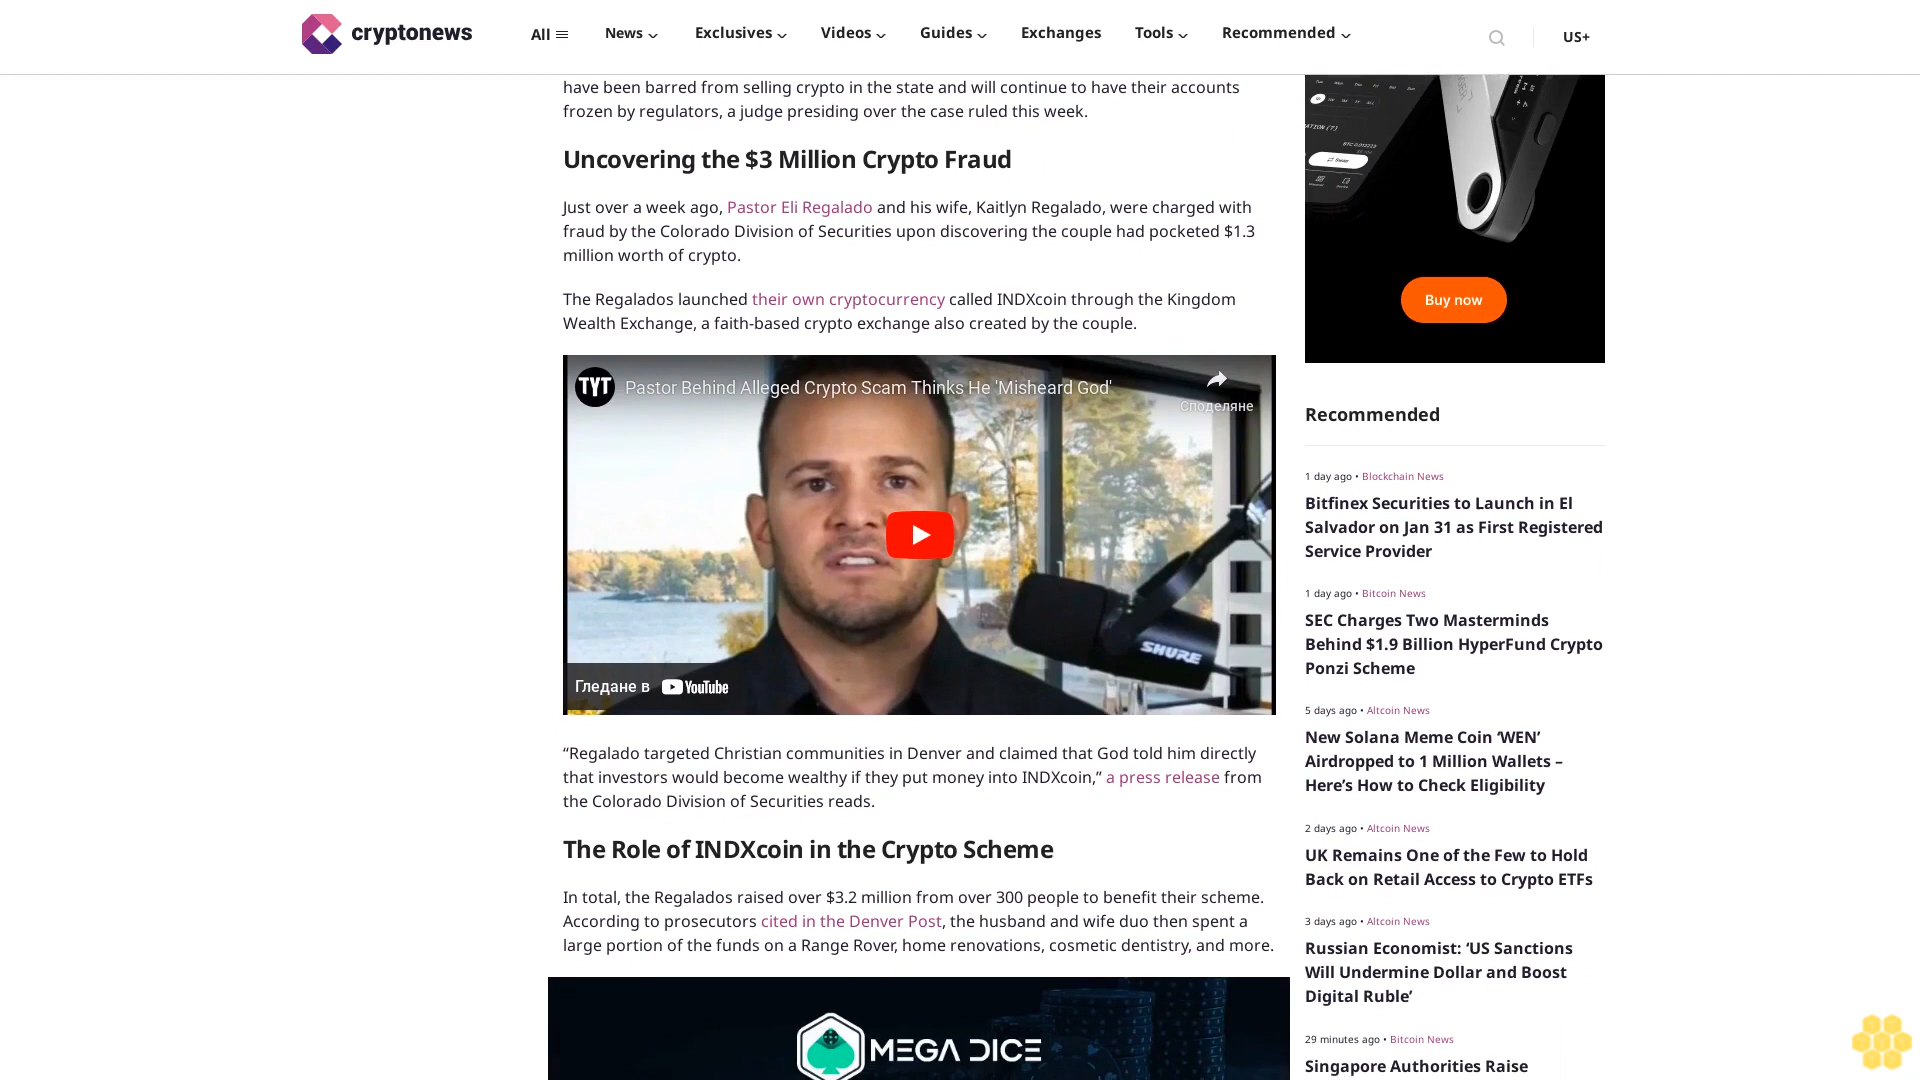 cryptonews
All
News
Exclusives
Videos
Guides
Exchanges
Tools
Recommended
US+
have been barred from selling crypto in the state and will continue to have their accounts
frozen by regulators, a judge presiding over the case ruled this week.
Uncovering the $3 Million Crypto Fraud
Just over a week ago, Pastor Eli Regalado and his wife, Kaitlyn Regalado, were charged with
fraud by the Colorado Division of Securities upon discovering the couple had pocketed $1.3
million worth of crypto.
The Regalados launched their own cryptocurrency called INDXcoin through the Kingdom
Wealth Exchange, a faith-based crypto exchange also created by the couple.
TYT
Pastor Behind Alleged Crypto Scam Thinks He 'Misheard God'
Споделяне
SHURE
Гледане в YouTube
“Regalado targeted Christian communities in Denver and claimed that God told him directly
that investors would become wealthy if they put money into INDXcoin,” a press release from
the Colorado Division of Securities reads.
The Role of INDXcoin in the Crypto Scheme
In total, the Regalados raised over $3.2 million from over 300 people to benefit their scheme.
According to prosecutors cited in the Denver Post, the husband and wife duo then spent a
large portion of the funds on a Range Rover, home renovations, cosmetic dentistry, and more.
MEGA DICE
Buy now
Recommended
1 day ago • Blockchain News
Bitfinex Securities to Launch in El
Salvador on Jan 31 as First Registered
Service Provider
1 day ago • Bitcoin News
SEC Charges Two Masterminds
Behind $1.9 Billion HyperFund Crypto
Ponzi Scheme
5 days ago • Altcoin News
New Solana Meme Coin ‘WEN’
Airdropped to 1 Million Wallets –
Here’s How to Check Eligibility
2 days ago • Altcoin News
UK Remains One of the Few to Hold
Back on Retail Access to Crypto ETFs
3 days ago • Altcoin News
Russian Economist: ‘US Sanctions
Will Undermine Dollar and Boost
Digital Ruble’
29 minutes ago • Bitcoin News
Singapore Authorities Raise